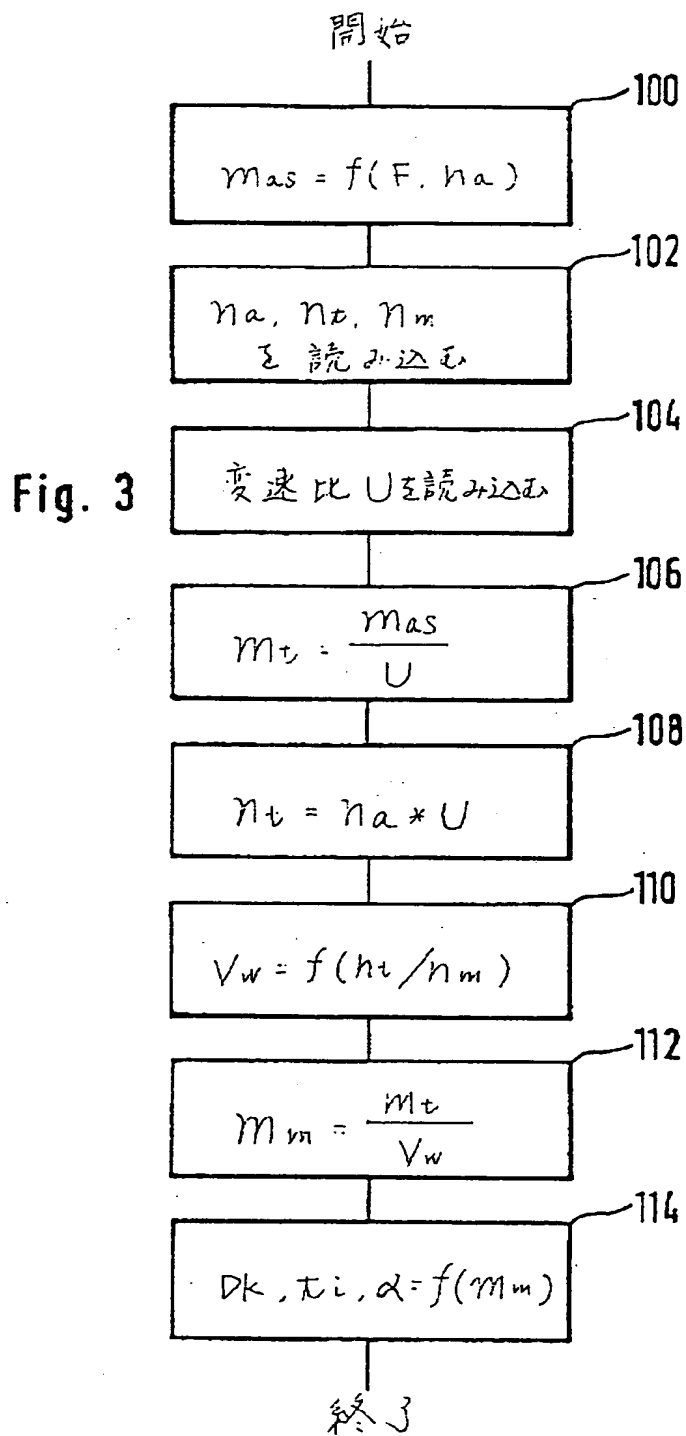 開始
100
mas = f(F. na)
102
na, nt, nm
を読み込む
104
変速比Uを読み込む
Fig. 3
106
mt = mas / U
108
nt = na * U
110
Vw = f(nt/nm)
112
mm = mt / Vw
114
Dk, ti, α = f(mm)
終了